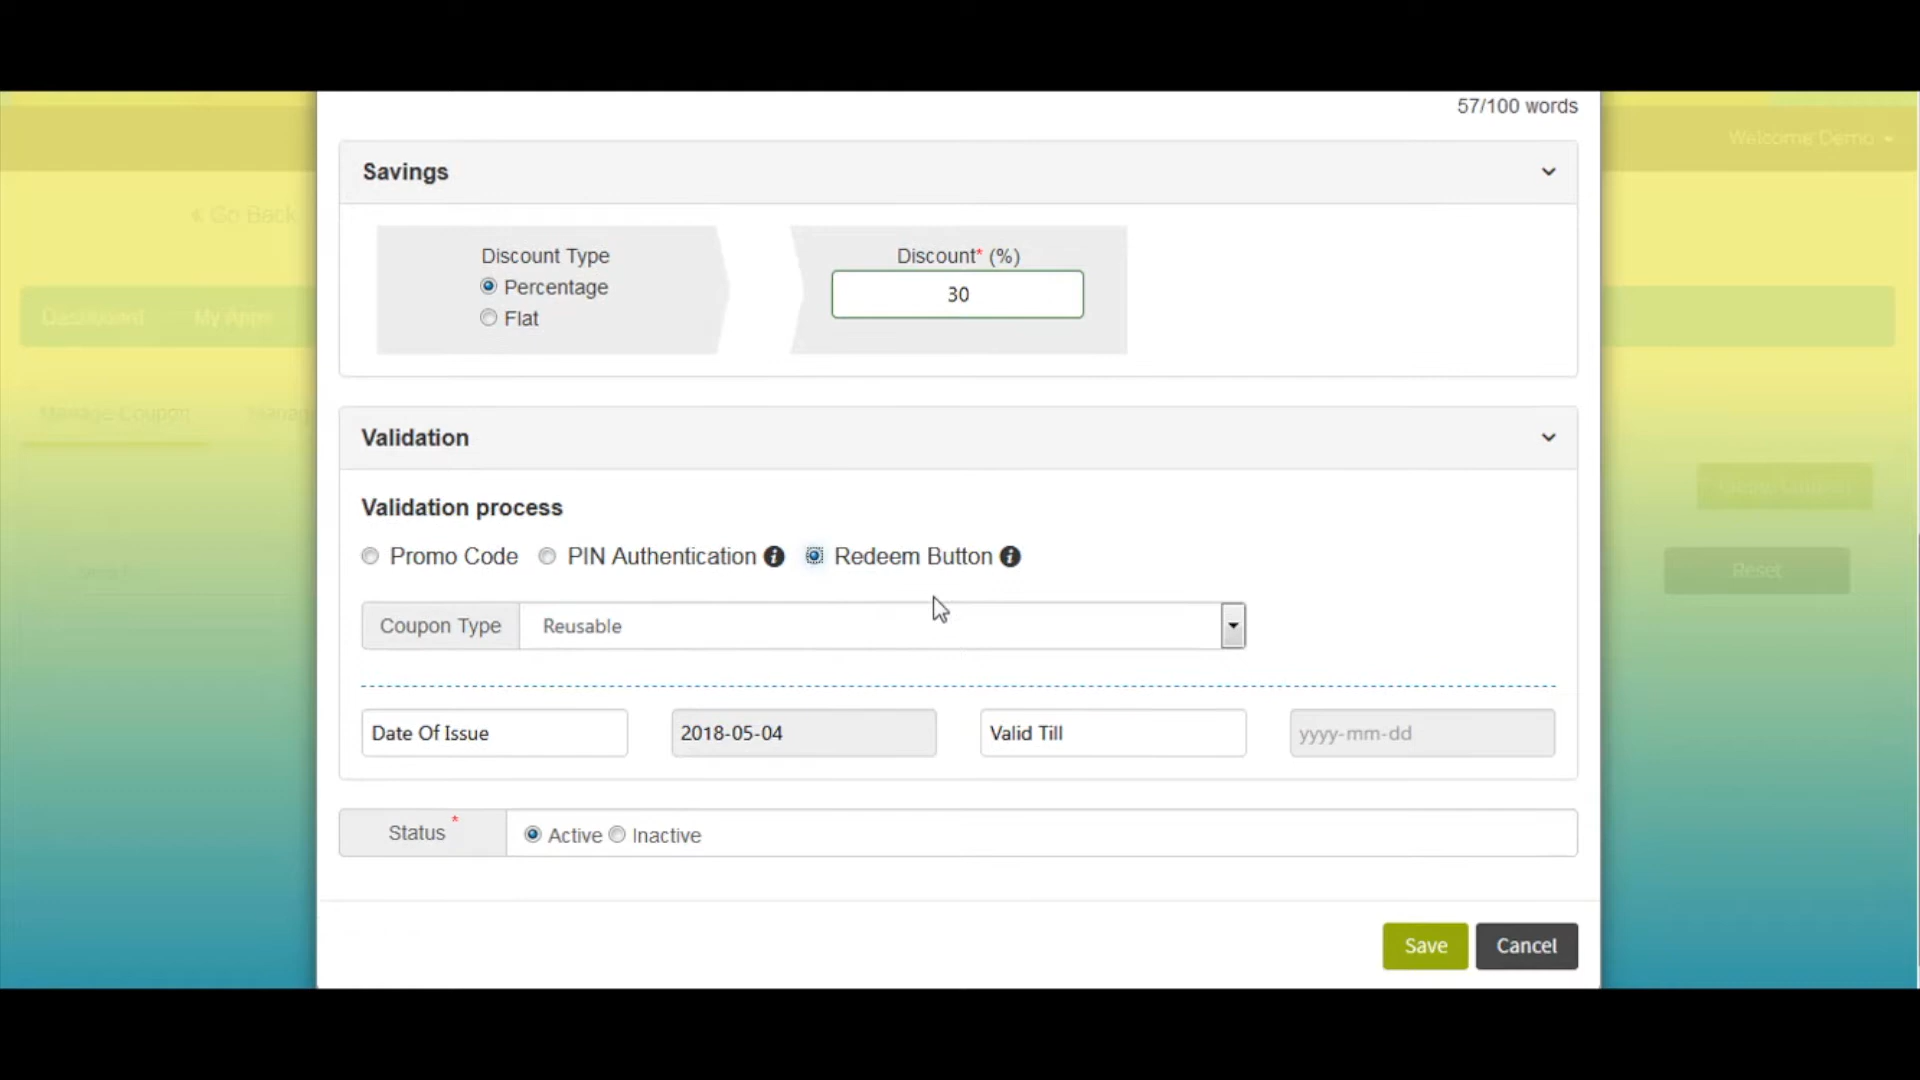 57/100 words
Welcome Demo
Savings
Go Back
Discount Type
Percentage
Flat
Discount* (%)
30
Dashboard
My Apps
Manage Coupon
Validation
Validation process
Promo Code PIN Authentication i Redeem Button i
Reset
Coupon Type Reusable
Date Of Issue 2018-05-04 Valid Till yyyy-mm-dd
Status * Active Inactive
Save Cancel